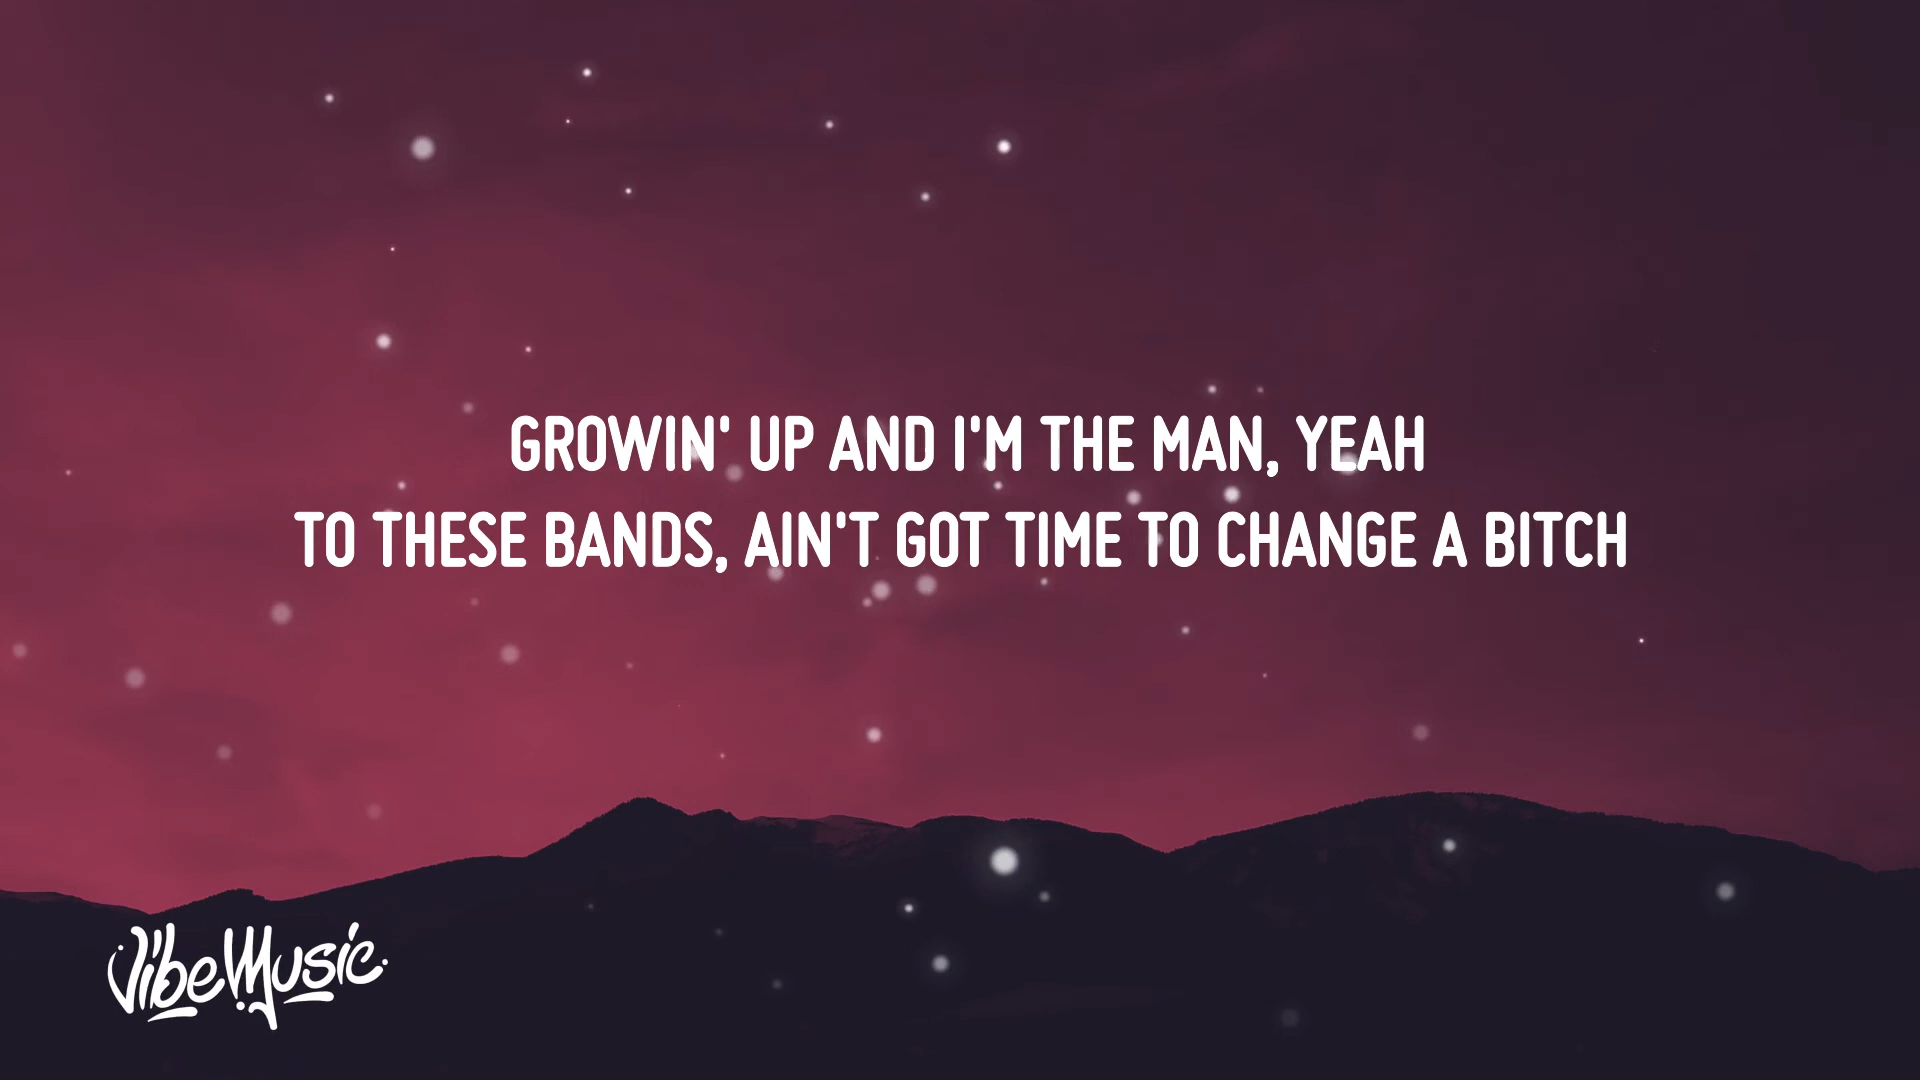 GROWIN' UP AND I'M THE MAN, YEAH
TO THESE BANDS, AIN'T GOT TIME TO CHANGE A BITCH
VibeMusic